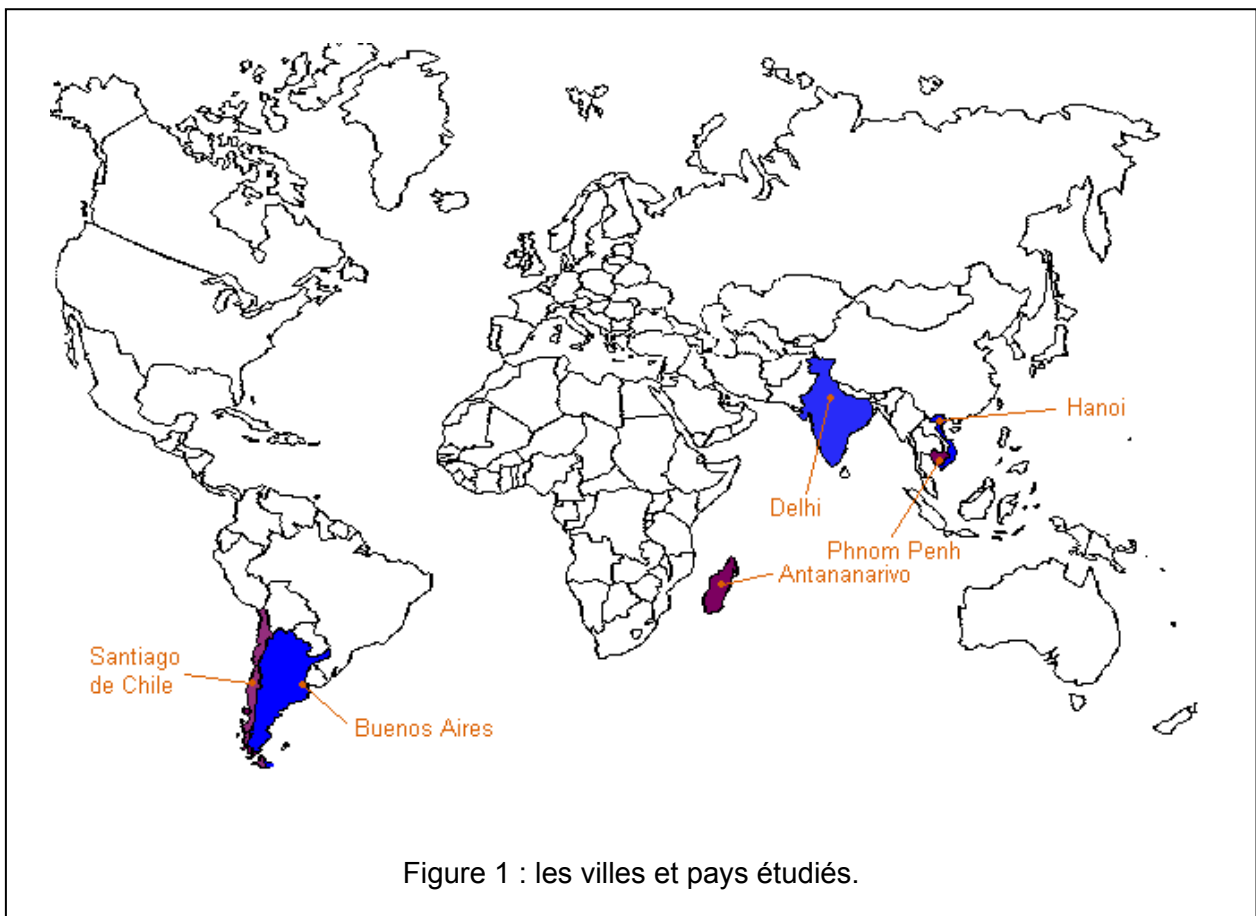 Hanoi
Delhi
Phnom Penh
Antananarivo
Santiago
de Chile
Buenos Aires
Figure 1 : les villes et pays étudiés.